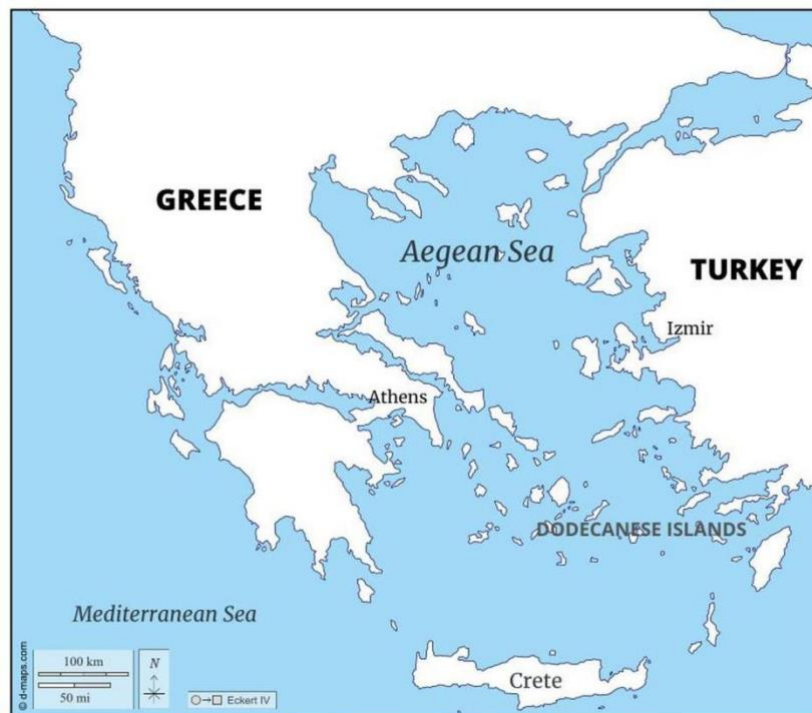 GREECE
Aegean Sea
TURKEY
Izmir
Athens
DODECANESE ISLANDS
Mediterranean Sea
Crete
© d-maps.com
100 km
50 mi
N
Eckert IV